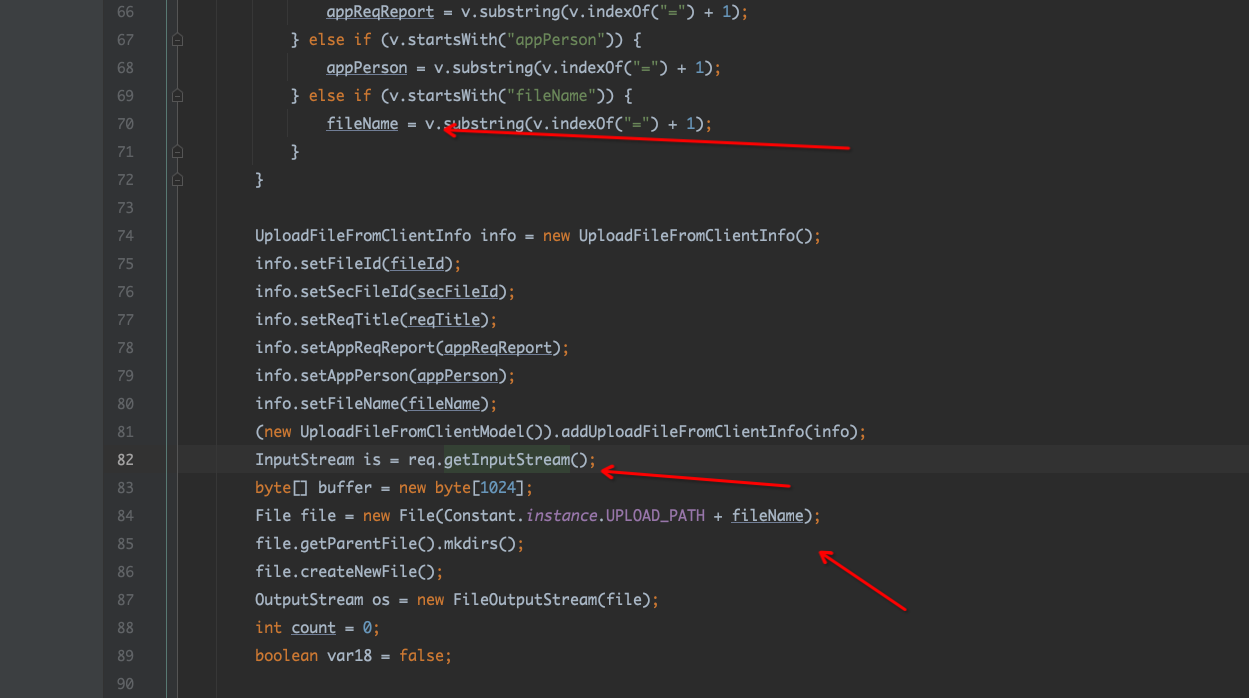 66 appReqReport = v.substring(v.indexOf("=") + 1);
67 } else if (v.startsWith("appPerson")) {
68 appPerson = v.substring(v.indexOf("=") + 1);
69 } else if (v.startsWith("fileName")) {
70 fileName = v.substring(v.indexOf("=") + 1);
71 }
72 }
73
74 UploadFileFromClientInfo info = new UploadFileFromClientInfo();
75 info.setFileId(fileId);
76 info.setSecFileId(secFileId);
77 info.setReqTitle(reqTitle);
78 info.setAppReqReport(appReqReport);
79 info.setAppPerson(appPerson);
80 info.setFileName(fileName);
81 (new UploadFileFromClientModel()).addUploadFileFromClientInfo(info);
82 InputStream is = req.getInputStream();
83 byte[] buffer = new byte[1024];
84 File file = new File(Constant.instance.UPLOAD_PATH + fileName);
85 file.getParentFile().mkdirs();
86 file.createNewFile();
87 OutputStream os = new FileOutputStream(file);
88 int count = 0;
89 boolean var18 = false;
90